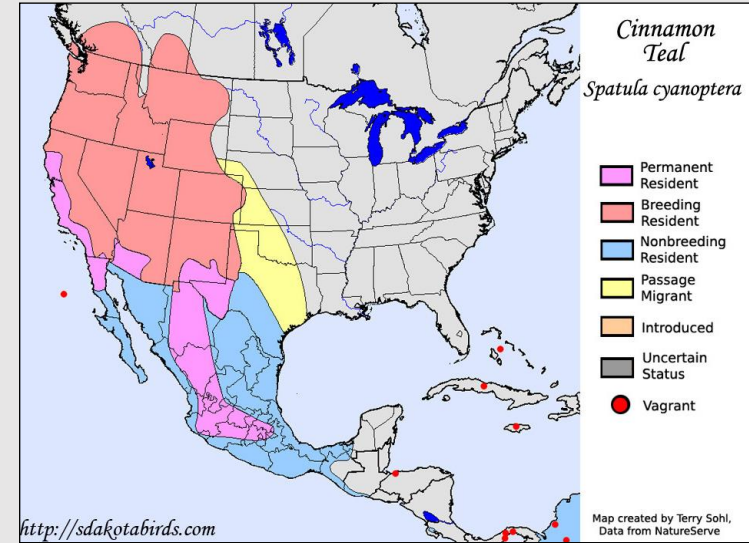 Cinnamon
Teal
Spatula cyanoptera
Permanent
Resident
Breeding
Resident
Nonbreeding
Resident
Passage
Migrant
Introduced
Uncertain
Status
Vagrant
Map created by Terry Sohl,
Data from NatureServe
http://sdakotabirds.com